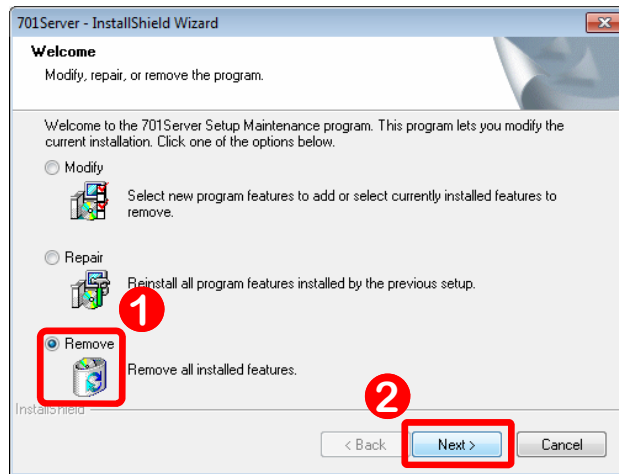 701Server - InstallShield Wizard
Welcome
Modify, repair, or remove the program.
Welcome to the 701Server Setup Maintenance program. This program lets you modify the
current installation. Click one of the options below.
Modify
Select new program features to add or select currently installed features to
remove.
Repair
Reinstall all program features installed by the previous setup.
1
Remove
Remove all installed features.
2
InstallShield
< Back
Next >
Cancel